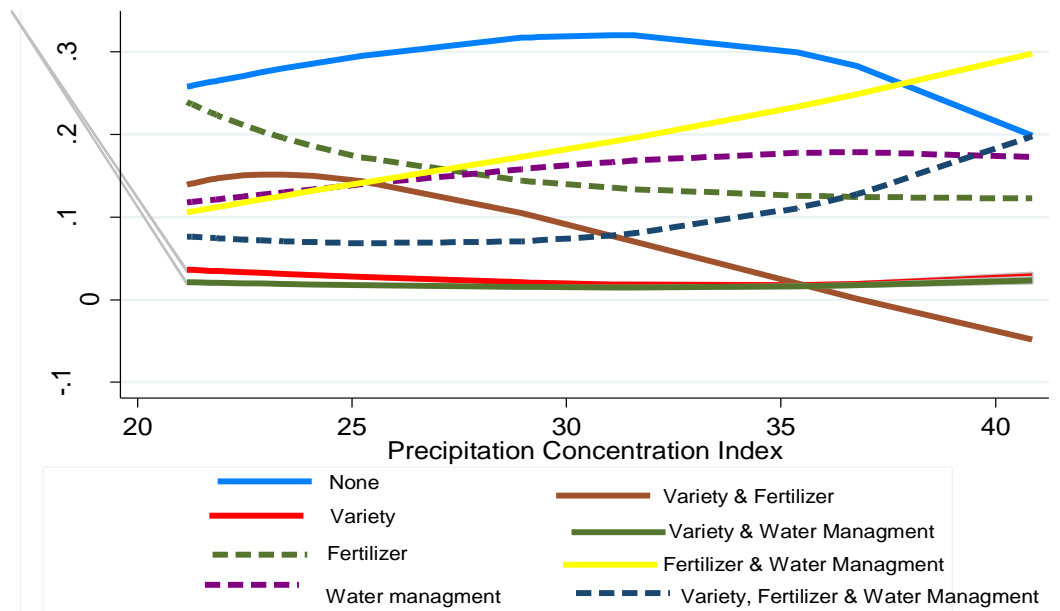 .3
.2
.1
0
-.1
20 25 30 35 40
Precipitation Concentration Index
None
Variety
Fertilizer
Water managment
Variety & Fertilizer
Variety & Water Managment
Fertilizer & Water Managment
Variety, Fertilizer & Water Managment